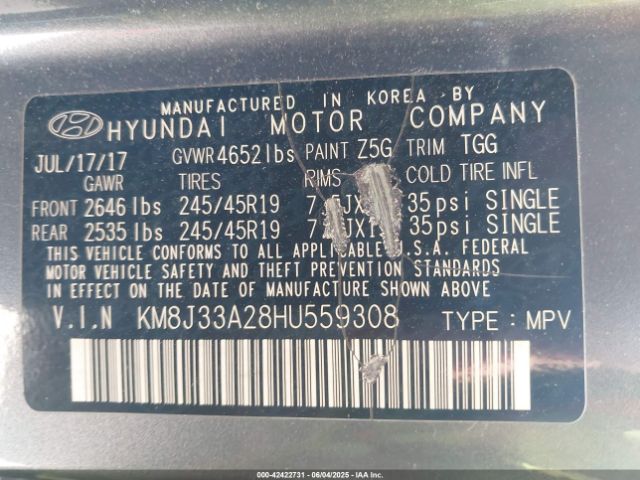 MANUFACTURED IN KOREA BY
HYUNDAI MOTOR COMPANY
JUL/17/17 GVWR 4652lbs PAINT Z5G TRIM TGG
GAWR TIRES RIMS COLD TIRE INFL
FRONT 2646 lbs 245/45R19 35 psi SINGLE
REAR 2535 lbs 245/45R19 35 psi SINGLE
THIS VEHICLE CONFORMS TO ALL APPLICABLE U.S.A. FEDERAL
MOTOR VEHICLE SAFETY AND THEFT PREVENTION STANDARDS
IN EFFECT ON THE DATE OF MANUFACTURE SHOWN ABOVE.
V.I.N KM8J33A28HU559308 TYPE : MPV
000-42422731 - 06/04/2025 - IAA Inc.